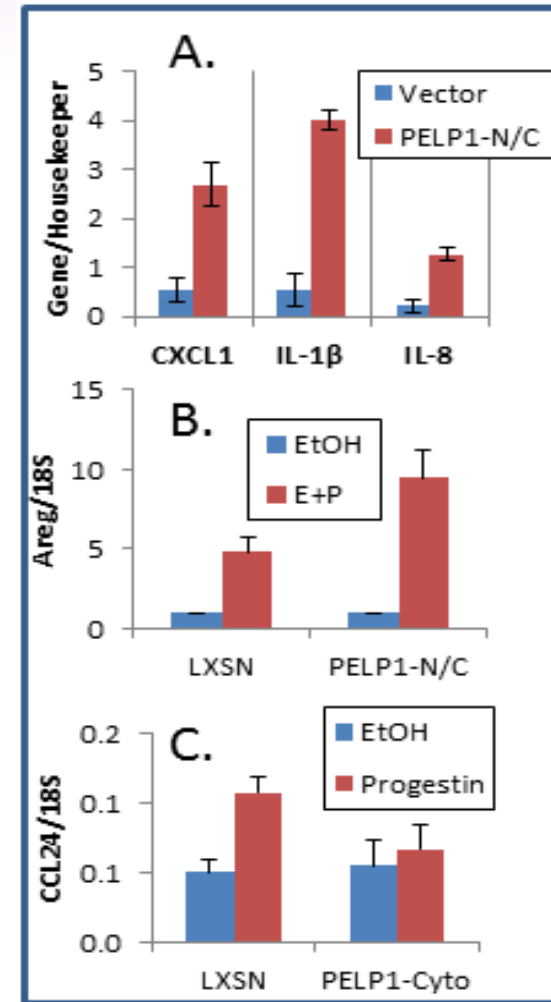 A.
Gene/Housekeeper
5
4
3
2
1
0
Vector
PELP1-N/C
CXCL1
IL-1β
IL-8
B.
Areg/18S
15
10
5
0
EtOH
E+P
LXSN
PELP1-N/C
C.
CCL24/18S
0.2
0.1
0.1
0.0
EtOH
Progestin
LXSN
PELP1-Cyto